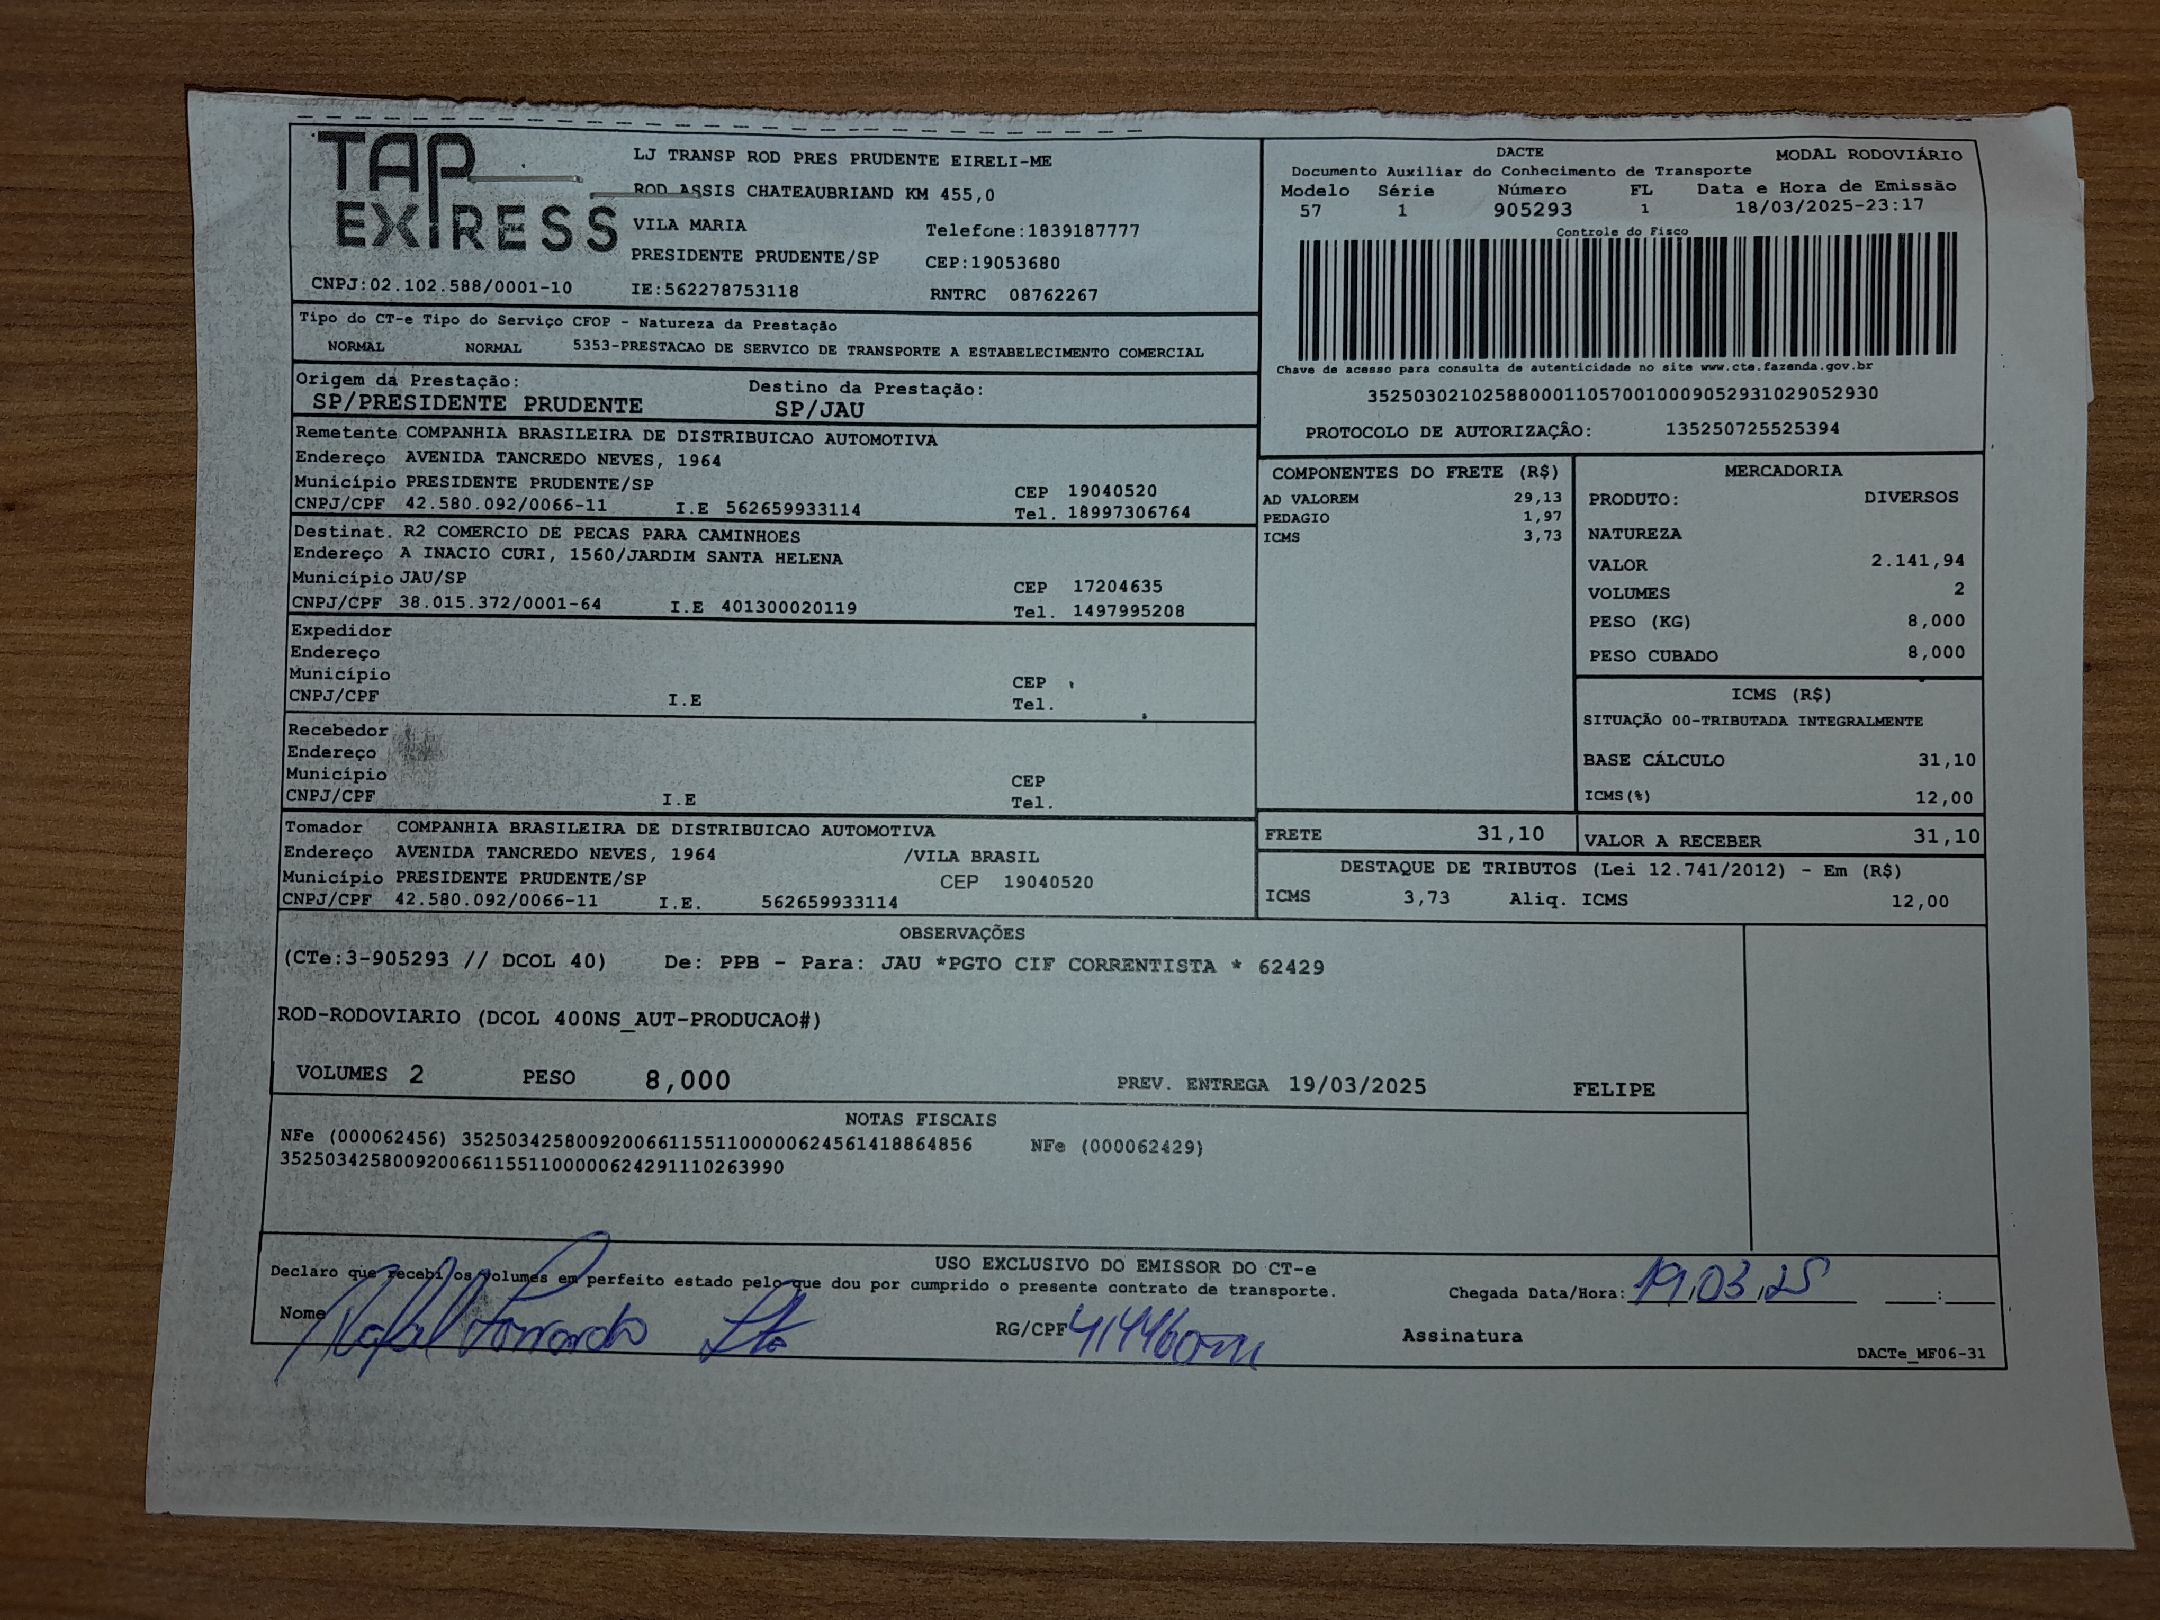 TAP EXPRESS
LJ TRANSP ROD PRES PRUDENTE EIRELI-ME
ROD ASSIS CHATEAUBRIAND KM 455,0
VILA MARIA Telefone:1839187777
PRESIDENTE PRUDENTE/SP CEP:19053680
CNPJ:02.102.588/0001-10 IE:562278753118 RNTRC 08762267
DACTE MODAL RODOVIÁRIO
Documento Auxiliar do Conhecimento de Transporte
Modelo Série Número FL Data e Hora de Emissão
57 1 905293 1 18/03/2025-23:17
Controle do Fisco
Chave de acesso para consulta de autenticidade no site www.cte.fazenda.gov.br
35250302102588000110570010009052931029052930
PROTOCOLO DE AUTORIZAÇÃO: 135250725525394
Tipo do CT-e Tipo do Serviço CFOP - Natureza da Prestação
NORMAL NORMAL 5353-PRESTACAO DE SERVICO DE TRANSPORTE A ESTABELECIMENTO COMERCIAL
Origem da Prestação: Destino da Prestação:
SP/PRESIDENTE PRUDENTE SP/JAU
Remetente COMPANHIA BRASILEIRA DE DISTRIBUICAO AUTOMOTIVA
Endereço AVENIDA TANCREDO NEVES, 1964
Município PRESIDENTE PRUDENTE/SP CEP 19040520
CNPJ/CPF 42.580.092/0066-11 I.E 562659933114 Tel. 18997306764
Destinat. R2 COMERCIO DE PECAS PARA CAMINHOES
Endereço A INACIO CURI, 1560/JARDIM SANTA HELENA
Município JAU/SP CEP 17204635
CNPJ/CPF 38.015.372/0001-64 I.E 401300020119 Tel. 1497995208
Expedidor
Endereço
Município CEP
CNPJ/CPF I.E Tel.
Recebedor
Endereço
Município CEP
CNPJ/CPF I.E Tel.
Tomador COMPANHIA BRASILEIRA DE DISTRIBUICAO AUTOMOTIVA
Endereço AVENIDA TANCREDO NEVES, 1964 /VILA BRASIL
Município PRESIDENTE PRUDENTE/SP CEP 19040520
CNPJ/CPF 42.580.092/0066-11 I.E. 562659933114
COMPONENTES DO FRETE (R$)
AD VALOREM 29,13
PEDAGIO 1,97
ICMS 3,73
MERCADORIA
PRODUTO: DIVERSOS
NATUREZA
VALOR 2.141,94
VOLUMES 2
PESO (KG) 8,000
PESO CUBADO 8,000
ICMS (R$)
SITUAÇÃO 00-TRIBUTADA INTEGRALMENTE
BASE CÁLCULO 31,10
ICMS(%) 12,00
FRETE 31,10 VALOR A RECEBER 31,10
DESTAQUE DE TRIBUTOS (Lei 12.741/2012) - Em (R$)
ICMS 3,73 Aliq. ICMS 12,00
OBSERVAÇÕES
(CTe:3-905293 // DCOL 40) De: PPB - Para: JAU *PGTO CIF CORRENTISTA * 62429
ROD-RODOVIARIO (DCOL 400NS_AUT-PRODUCAO#)
VOLUMES 2 PESO 8,000 PREV. ENTREGA 19/03/2025 FELIPE
NOTAS FISCAIS
NFe (000062456) 35250342580092006611551100000624561418864856 NFe (000062429)
35250342580092006611551100000624291110263990
USO EXCLUSIVO DO EMISSOR DO CT-e
Declaro que recebi os volumes em perfeito estado pelo que dou por cumprido o presente contrato de transporte.
Chegada Data/Hora: 19,03,25 :
Nome RG/CPF Assinatura
DACTe_MF06-31